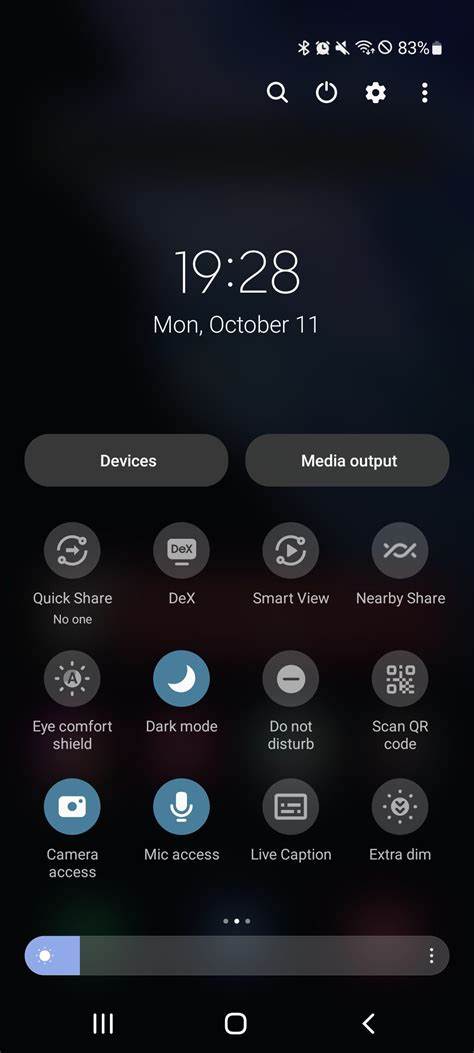 83%
19:28
Mon, October 11
Devices
Media output
DeX
Quick Share
No one
DeX
Smart View
Nearby Share
A
Eye comfort
shield
Dark mode
Do not
disturb
Scan QR
code
Camera
access
Mic access
Live Caption
Extra dim